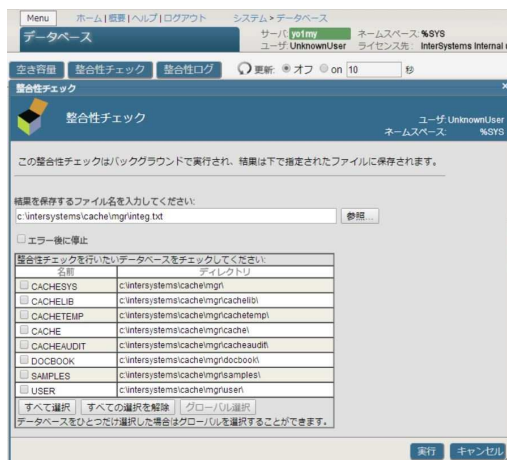 Menu
ホーム | 概要 | ヘルプ | ログアウト
システム > データベース
データベース
サーバ: yo1my ネームスペース: %SYS
ユーザ: UnknownUser ライセンス先: InterSystems Internal
空き容量 整合性チェック 整合性ログ 更新: オフ on 10 秒
整合性チェック x
整合性チェック
ユーザ: UnknownUser
ネームスペース: %SYS
この整合性チェックはバックグラウンドで実行され、結果は下で指定されたファイルに保存されます。
結果を保存するファイル名を入力してください:
c:\intersystems\cache\mgr\integ.txt 参照...
エラー後に停止
整合性チェックを行いたいデータベースをチェックしてください:
名前 ディレクトリ
CACHESYS c:\intersystems\cache\mgr\
CACHELIB c:\intersystems\cache\mgr\cachelib\
CACHETEMP c:\intersystems\cache\mgr\cachetemp\
CACHE c:\intersystems\cache\mgr\cache\
CACHEAUDIT c:\intersystems\cache\mgr\cacheaudit\
DOCBOOK c:\intersystems\cache\mgr\docbook\
SAMPLES c:\intersystems\cache\mgr\samples\
USER c:\intersystems\cache\mgr\user\
すべて選択 すべての選択を解除 グローバル選択
データベースをひとつだけ選択した場合はグローバルを選択することができます。
実行 キャンセル